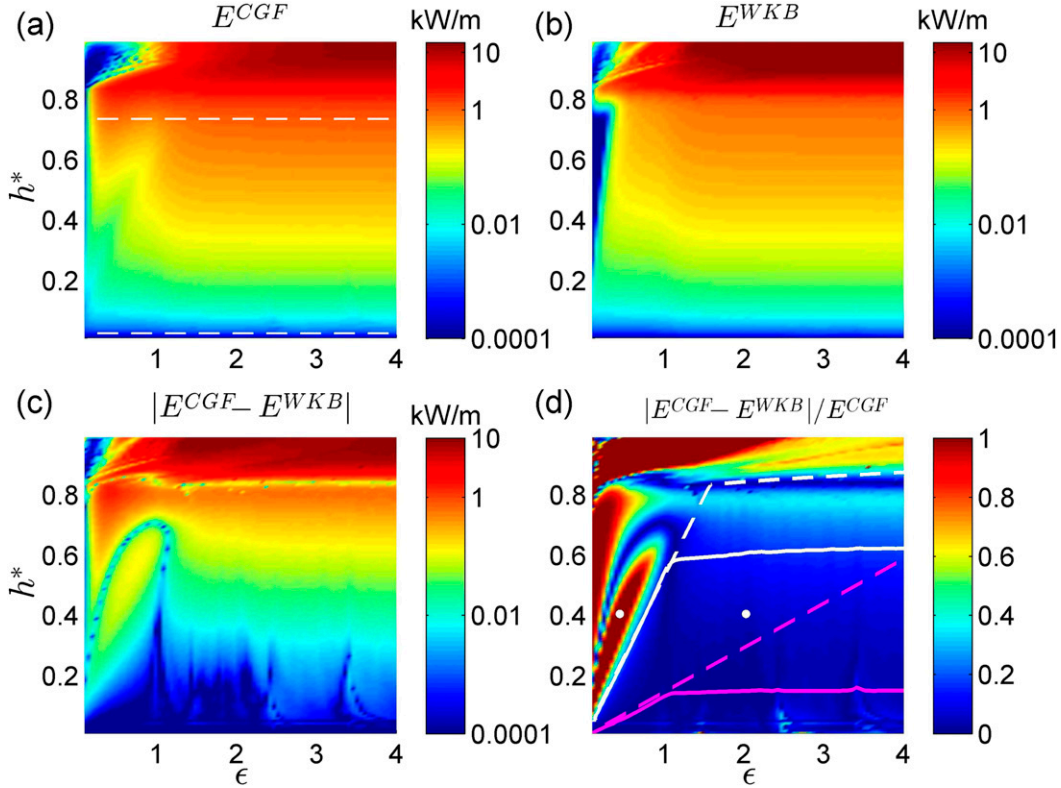 (a) E^CGF kW/m (b) E^WKB kW/m
10 10
h* 0.8 1 0.8 1
0.6 0.6
0.4 0.01 0.4 0.01
0.2 0.2
0.0001 0.0001
1 2 3 4 1 2 3 4
(c) |E^CGF − E^WKB| kW/m (d) |E^CGF − E^WKB|/E^CGF
10 1
h* 0.8 1 0.8 0.8
0.6 0.6 0.6
0.4 0.01 0.4 0.4
0.2 0.2 0.2
0.0001 0
1 2 3 4 1 2 3 4
ϵ ϵ